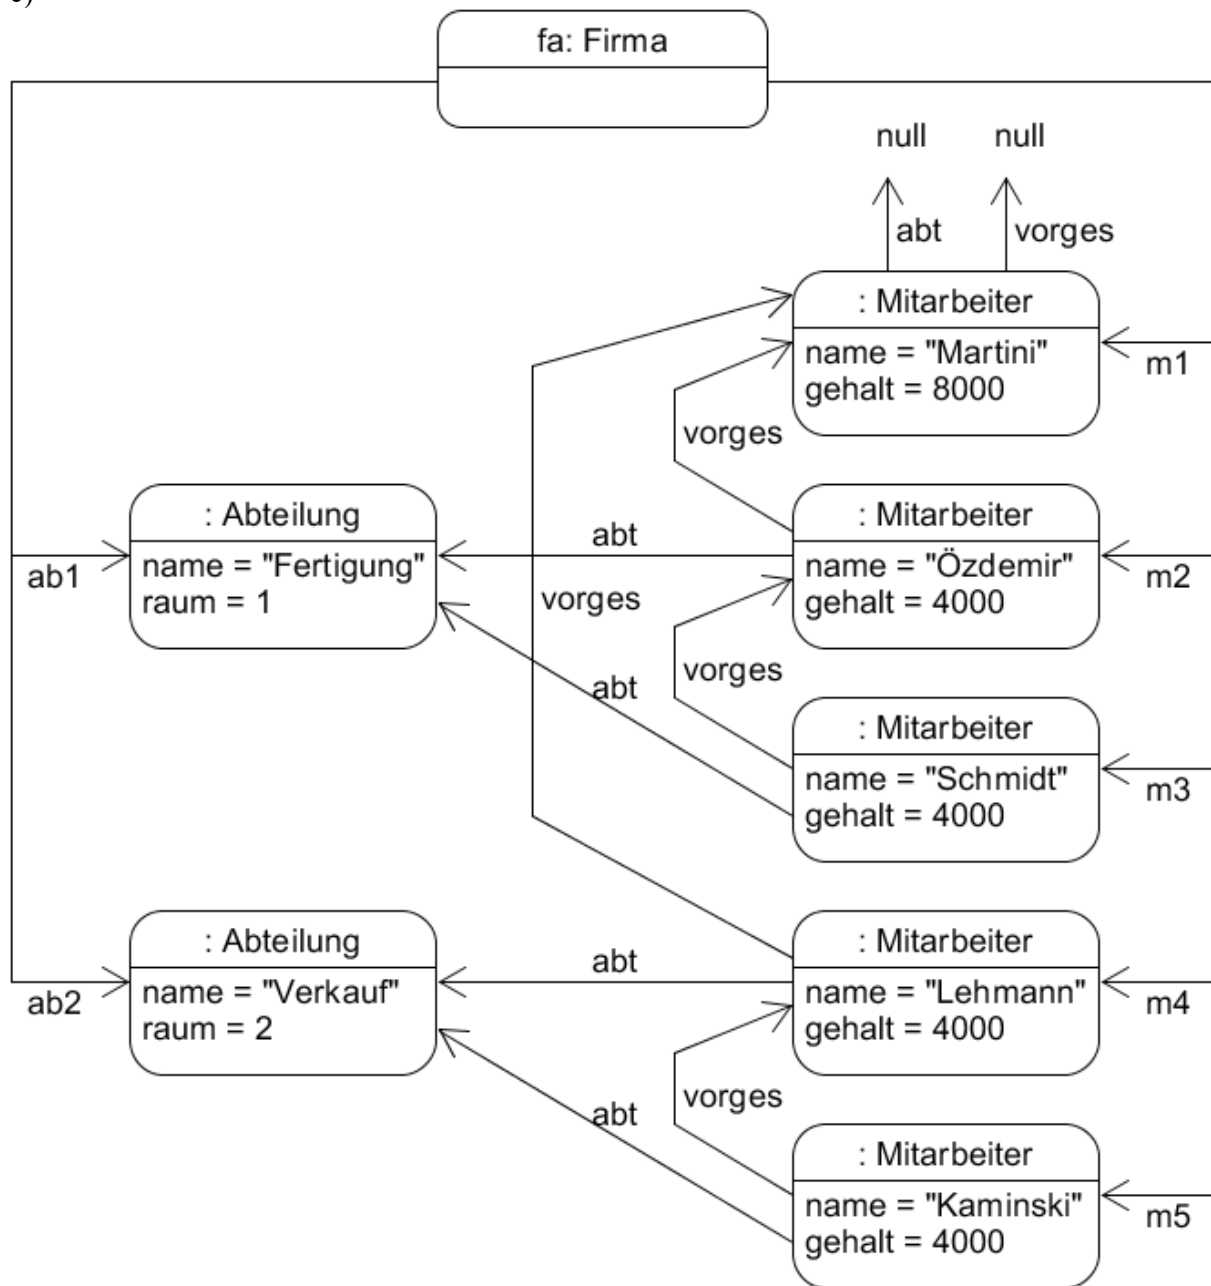 c)
fa: Firma
null
null
abt
vorges
: Mitarbeiter
name = "Martini"
gehalt = 8000
m1
vorges
: Abteilung
name = "Fertigung"
raum = 1
ab1
abt
vorges
: Mitarbeiter
name = "Özdemir"
gehalt = 4000
m2
vorges
abt
: Mitarbeiter
name = "Schmidt"
gehalt = 4000
m3
: Abteilung
name = "Verkauf"
raum = 2
ab2
abt
: Mitarbeiter
name = "Lehmann"
gehalt = 4000
m4
vorges
abt
: Mitarbeiter
name = "Kaminski"
gehalt = 4000
m5